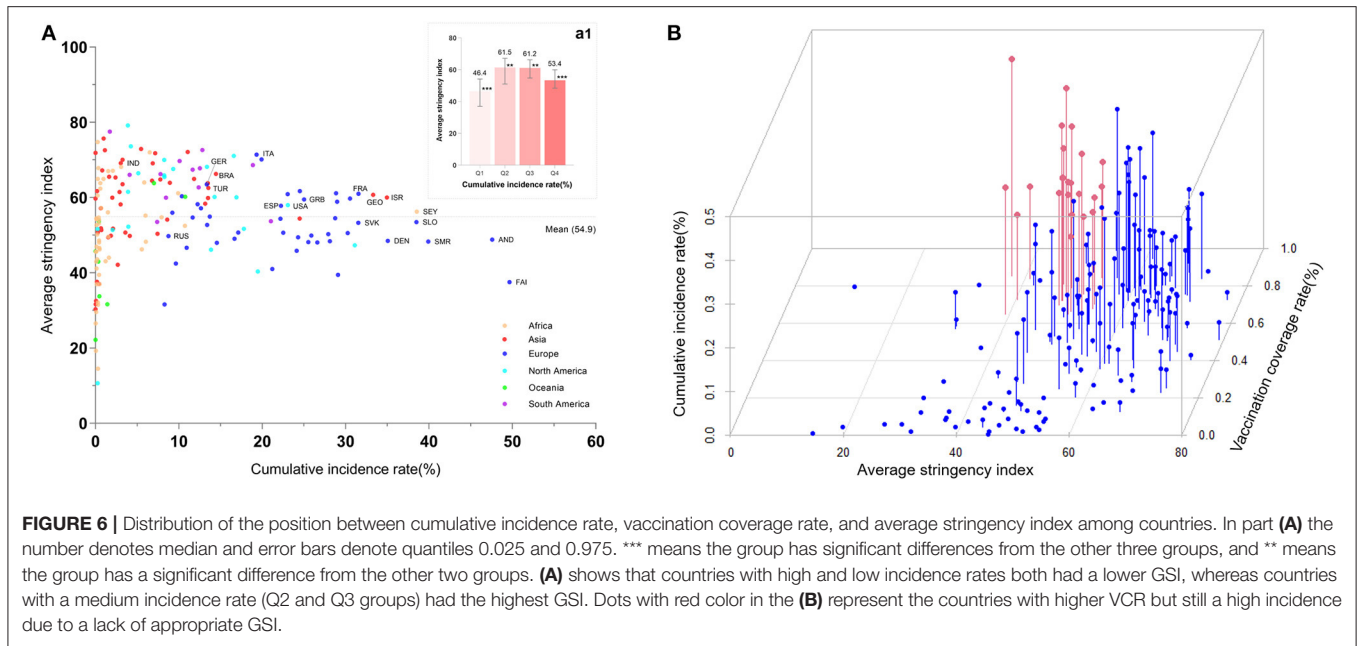 A
a1
B
100
80
60
40
20
0
Average stringency index
0
10
20
30
40
50
60
Cumulative incidence rate(%)
IND
GER
ITA
BRA
TUR
RUS
ESP
USA
GRB
FRA
GEO
ISR
SVK
SEY
SLO
DEN
SMR
AND
FAI
Mean (54.9)
Africa
Asia
Europe
North America
Oceania
South America
Average stringency index
80
60
40
20
0
46.4
***
61.5
**
61.2
**
53.4
***
Q1
Q2
Q3
Q4
Cumulative incidence rate(%)
Cumulative incidence rate(%)
0.5
0.4
0.3
0.2
0.1
0.0
0
20
40
60
80
Average stringency index
0.0
0.2
0.4
0.6
0.8
1.0
Vaccination coverage rate(%)
FIGURE 6 | Distribution of the position between cumulative incidence rate, vaccination coverage rate, and average stringency index among countries. In part (A) the
number denotes median and error bars denote quantiles 0.025 and 0.975. *** means the group has significant differences from the other three groups, and ** means
the group has a significant difference from the other two groups. (A) shows that countries with high and low incidence rates both had a lower GSI, whereas countries
with a medium incidence rate (Q2 and Q3 groups) had the highest GSI. Dots with red color in the (B) represent the countries with higher VCR but still a high incidence
due to a lack of appropriate GSI.